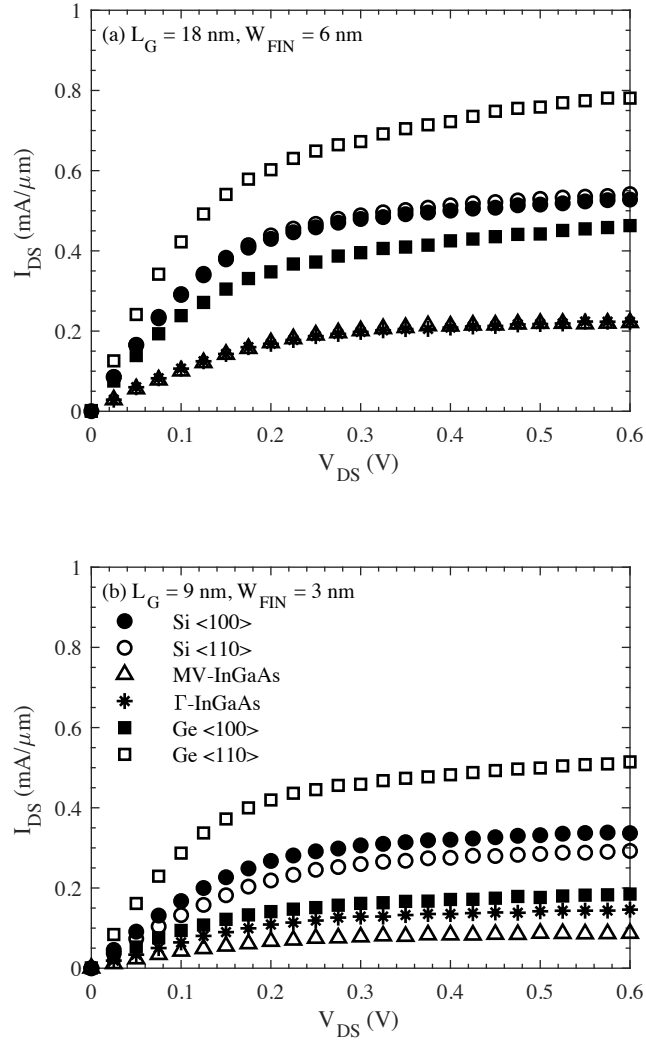 (a) L_G = 18 nm, W_FIN = 6 nm
1
0.8
0.6
0.4
0.2
0
I_DS (mA/μm)
0 0.1 0.2 0.3 0.4 0.5 0.6
V_DS (V)
(b) L_G = 9 nm, W_FIN = 3 nm
Si <100>
Si <110>
MV-InGaAs
Γ-InGaAs
Ge <100>
Ge <110>
1
0.8
0.6
0.4
0.2
0
I_DS (mA/μm)
0 0.1 0.2 0.3 0.4 0.5 0.6
V_DS (V)